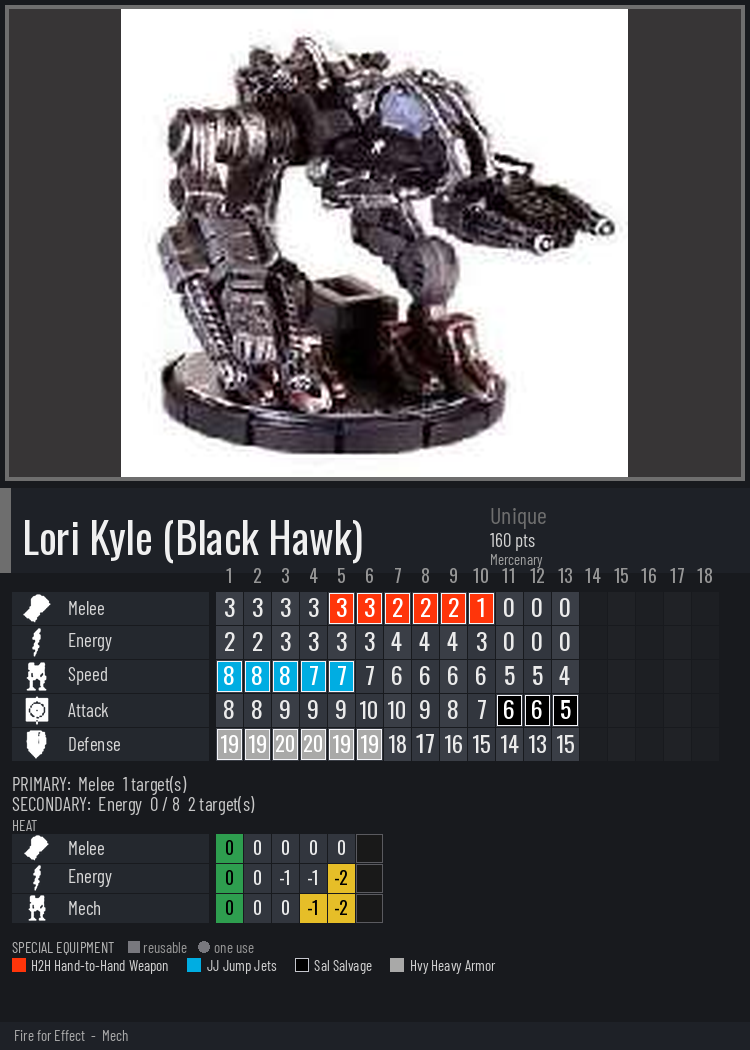 Lori Kyle (Black Hawk)
Unique
160 pts
Mercenary
1 2 3 4 5 6 7 8 9 10 11 12 13 14 15 16 17 18
Melee 3 3 3 3 3 3 2 2 2 1 0 0 0
Energy 2 2 3 3 3 3 4 4 4 3 0 0 0
Speed 8 8 8 7 7 7 6 6 6 6 5 5 4
Attack 8 8 9 9 9 10 10 9 8 7 6 6 5
Defense 19 19 20 20 19 19 18 17 16 15 14 13 15
PRIMARY: Melee 1 target(s)
SECONDARY: Energy 0 / 8 2 target(s)
HEAT
Melee 0 0 0 0 0
Energy 0 0 -1 -1 -2
Mech 0 0 0 -1 -2
SPECIAL EQUIPMENT reusable one use
H2H Hand-to-Hand Weapon JJ Jump Jets Sal Salvage Hvy Heavy Armor
Fire for Effect - Mech